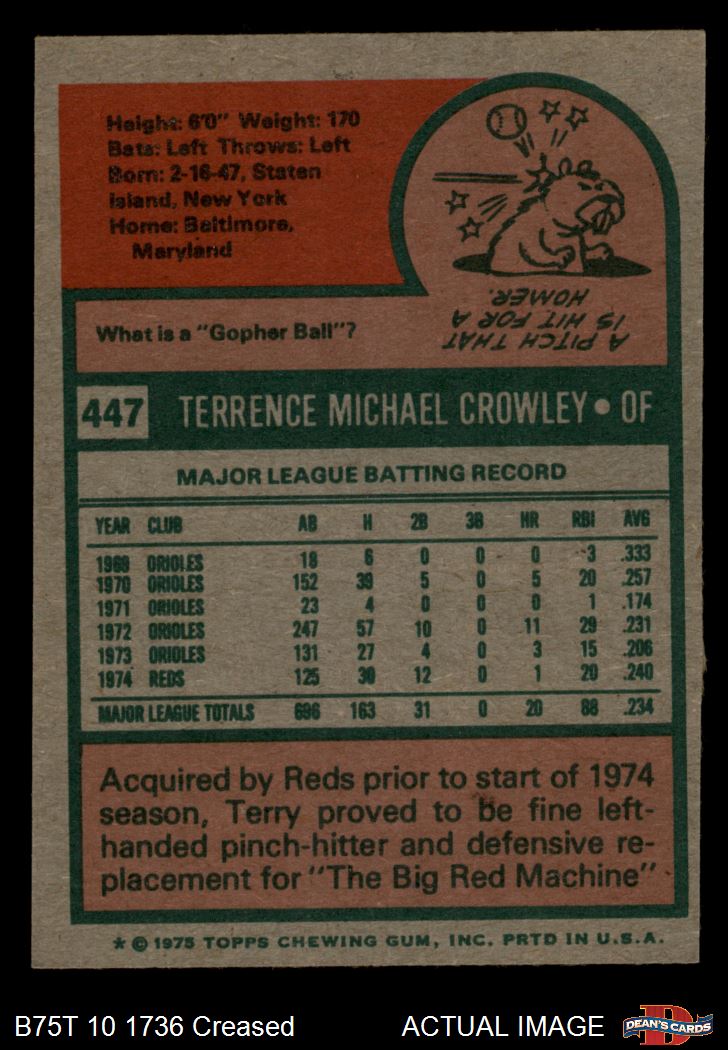 Height: 6'0" Weight: 170
Bats: Left Throws: Left
Born: 2-16-47, Staten
Island, New York
Home: Baltimore,
Maryland
What is a "Gopher Ball"?
A PITCH THAT
IS HIT FOR A
HOMER.
447 TERRENCE MICHAEL CROWLEY • OF
MAJOR LEAGUE BATTING RECORD
YEAR CLUB AB H 2B 3B HR RBI AVG
1969 ORIOLES 18 6 0 0 0 3 .333
1970 ORIOLES 152 39 5 0 5 20 .257
1971 ORIOLES 23 4 0 0 0 1 .174
1972 ORIOLES 247 57 10 0 11 29 .231
1973 ORIOLES 131 27 4 0 3 15 .206
1974 REDS 125 30 12 0 1 20 .240
MAJOR LEAGUE TOTALS 696 163 31 0 20 88 .234
Acquired by Reds prior to start of 1974
season, Terry proved to be fine left-
handed pinch-hitter and defensive re-
placement for "The Big Red Machine"
* © 1975 TOPPS CHEWING GUM, INC. PRTD IN U.S.A.
B75T 10 1736 Creased ACTUAL IMAGE
D
DEAN'S CARDS